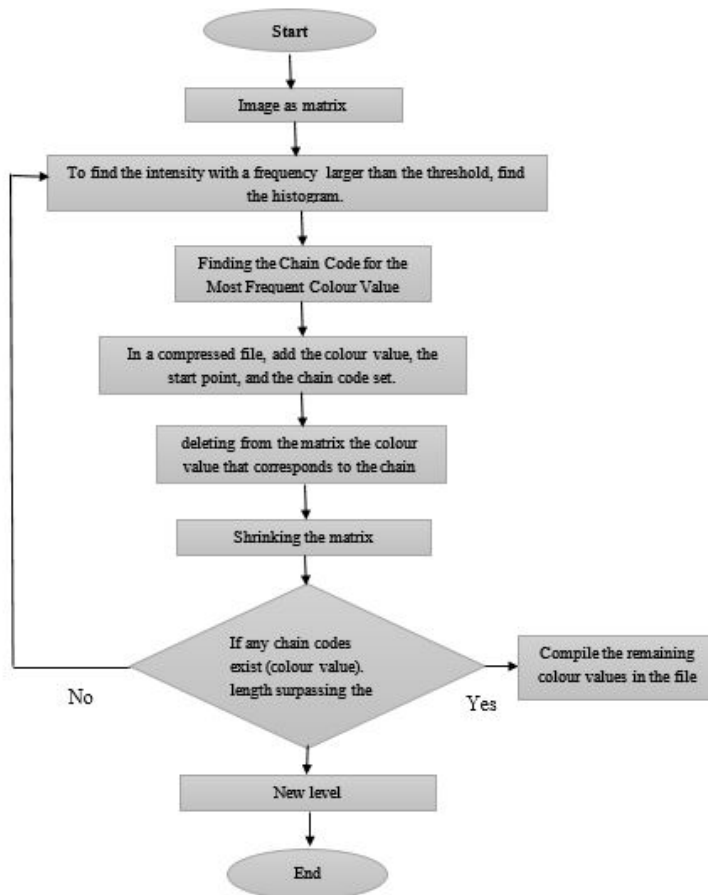 Start
Image as matrix
To find the intensity with a frequency larger than the threshold, find
the histogram.
Finding the Chain Code for the
Most Frequent Colour Value
In a compressed file, add the colour value, the
start point, and the chain code set.
deleting from the matrix the colour
value that corresponds to the chain
Shrinking the matrix
If any chain codes
exist (colour value).
length surpassing the
No
Yes
Compile the remaining
colour values in the file
New level
End